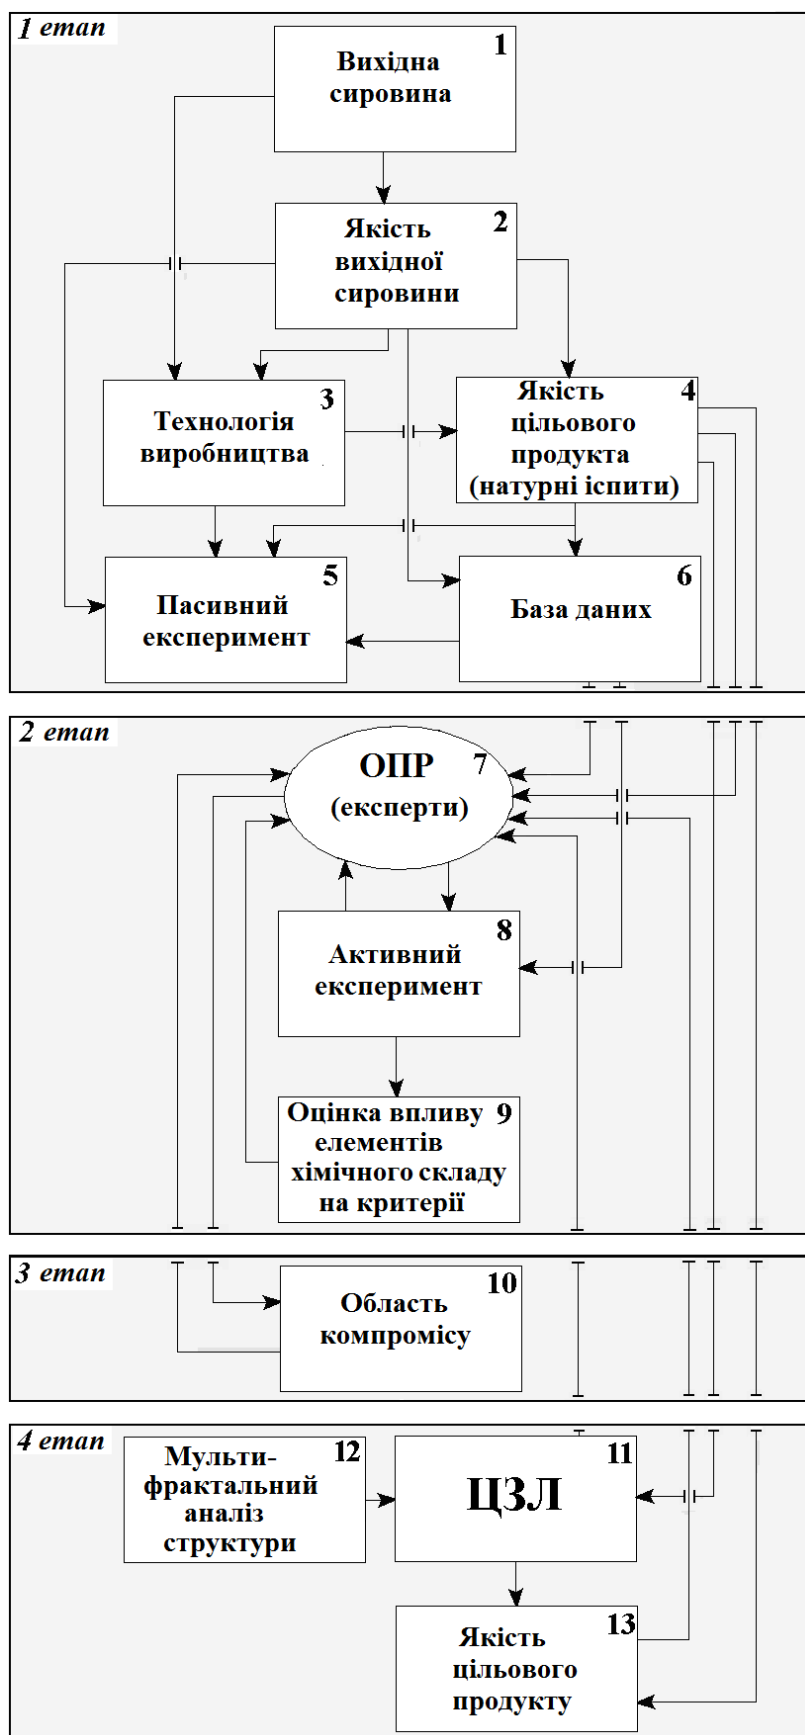 1 етап
1
Вихідна
сировина
2
Якість
вихідної
сировини
3
Технологія
виробництва
4
Якість
цільового
продукта
(натурні іспити)
5
Пасивний
експеримент
6
База даних
2 етап
ОПР 7
(експерти)
8
Активний
експеримент
Оцінка впливу 9
елементів
хімічного складу
на критерії
3 етап
10
Область
компромісу
4 етап
Мульти- 12
фрактальний
аналіз
структури
11
ЦЗЛ
13
Якість
цільового
продукту